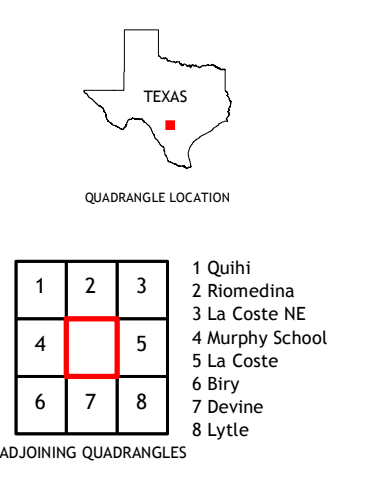 TEXAS
QUADRANGLE LOCATION
1 2 3
4 5
6 7 8
1 Quihi
2 Riomedina
3 La Coste NE
4 Murphy School
5 La Coste
6 Biry
7 Devine
8 Lytle
ADJOINING QUADRANGLES